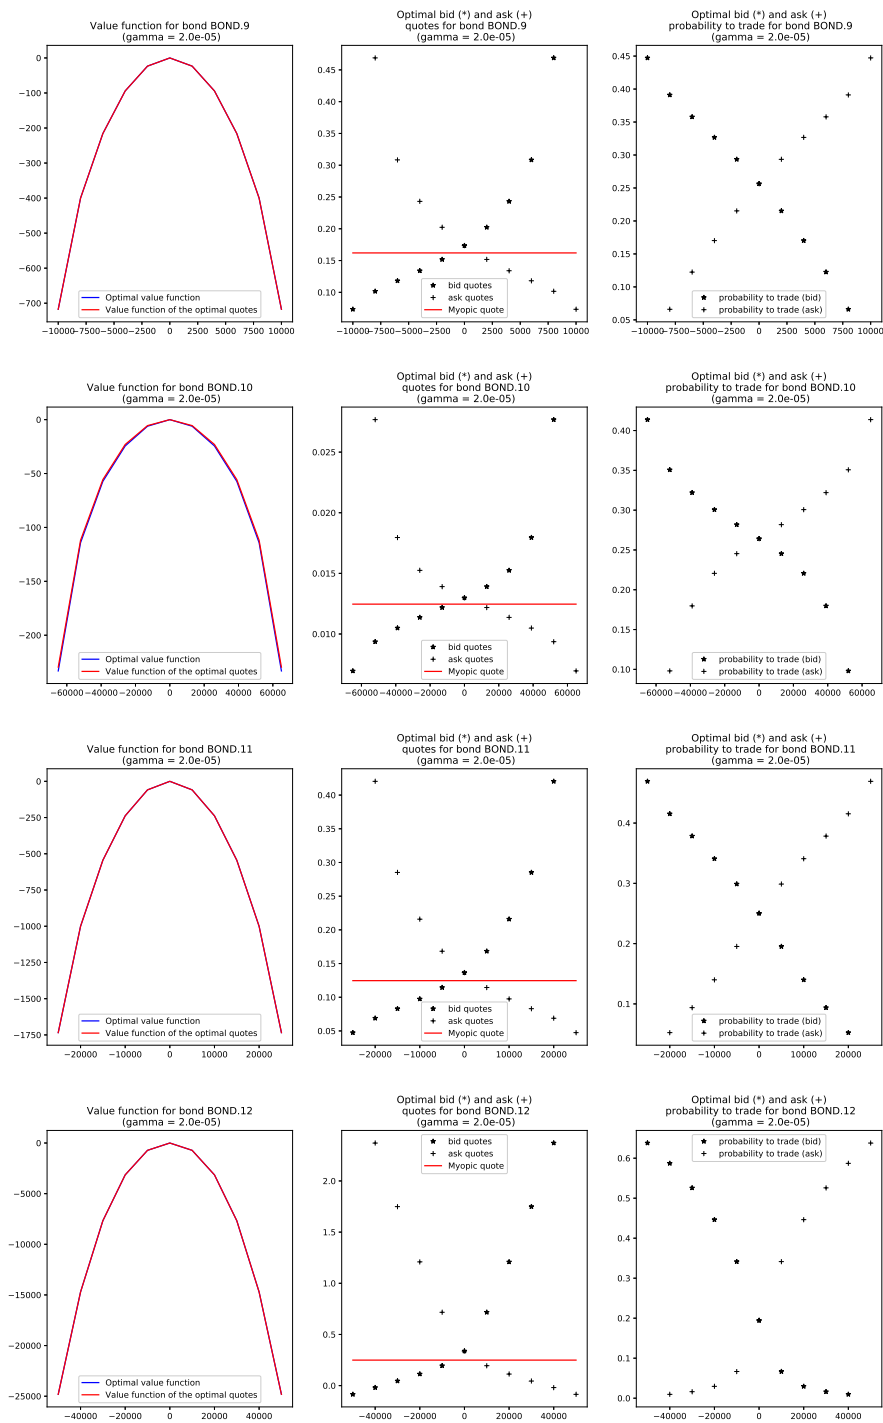 Value function for bond BOND.9
(gamma = 2.0e-05)
0
−100
−200
−300
−400
−500
−600
−700
−10000 −7500 −5000 −2500 0 2500 5000 7500 10000
Optimal value function
Value function of the optimal quotes
Optimal bid (*) and ask (+)
quotes for bond BOND.9
(gamma = 2.0e-05)
0.45
0.40
0.35
0.30
0.25
0.20
0.15
0.10
−10000 −7500 −5000 −2500 0 2500 5000 7500 10000
bid quotes
ask quotes
Myopic quote
Optimal bid (*) and ask (+)
probability to trade for bond BOND.9
(gamma = 2.0e-05)
0.45
0.40
0.35
0.30
0.25
0.20
0.15
0.10
0.05
−10000 −7500 −5000 −2500 0 2500 5000 7500 10000
probability to trade (bid)
probability to trade (ask)
Value function for bond BOND.10
(gamma = 2.0e-05)
0
−50
−100
−150
−200
−60000 −40000 −20000 0 20000 40000 60000
Optimal value function
Value function of the optimal quotes
Optimal bid (*) and ask (+)
quotes for bond BOND.10
(gamma = 2.0e-05)
0.025
0.020
0.015
0.010
−60000 −40000 −20000 0 20000 40000 60000
bid quotes
ask quotes
Myopic quote
Optimal bid (*) and ask (+)
probability to trade for bond BOND.10
(gamma = 2.0e-05)
0.40
0.35
0.30
0.25
0.20
0.15
0.10
−60000 −40000 −20000 0 20000 40000 60000
probability to trade (bid)
probability to trade (ask)
Value function for bond BOND.11
(gamma = 2.0e-05)
0
−250
−500
−750
−1000
−1250
−1500
−1750
−20000 −10000 0 10000 20000
Optimal value function
Value function of the optimal quotes
Optimal bid (*) and ask (+)
quotes for bond BOND.11
(gamma = 2.0e-05)
0.40
0.35
0.30
0.25
0.20
0.15
0.10
0.05
−20000 −10000 0 10000 20000
bid quotes
ask quotes
Myopic quote
Optimal bid (*) and ask (+)
probability to trade for bond BOND.11
(gamma = 2.0e-05)
0.4
0.3
0.2
0.1
−20000 −10000 0 10000 20000
probability to trade (bid)
probability to trade (ask)
Value function for bond BOND.12
(gamma = 2.0e-05)
0
−5000
−10000
−15000
−20000
−25000
−40000 −20000 0 20000 40000
Optimal value function
Value function of the optimal quotes
Optimal bid (*) and ask (+)
quotes for bond BOND.12
(gamma = 2.0e-05)
2.0
1.5
1.0
0.5
0.0
−40000 −20000 0 20000 40000
bid quotes
ask quotes
Myopic quote
Optimal bid (*) and ask (+)
probability to trade for bond BOND.12
(gamma = 2.0e-05)
0.6
0.5
0.4
0.3
0.2
0.1
0.0
−40000 −20000 0 20000 40000
probability to trade (bid)
probability to trade (ask)